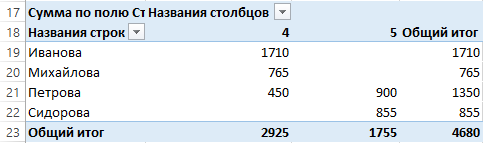 17 Сумма по полю Ст Названия столбцов
18 Названия строк 4 5 Общий итог
19 Иванова 1710 1710
20 Михайлова 765 765
21 Петрова 450 900 1350
22 Сидорова 855 855
23 Общий итог 2925 1755 4680